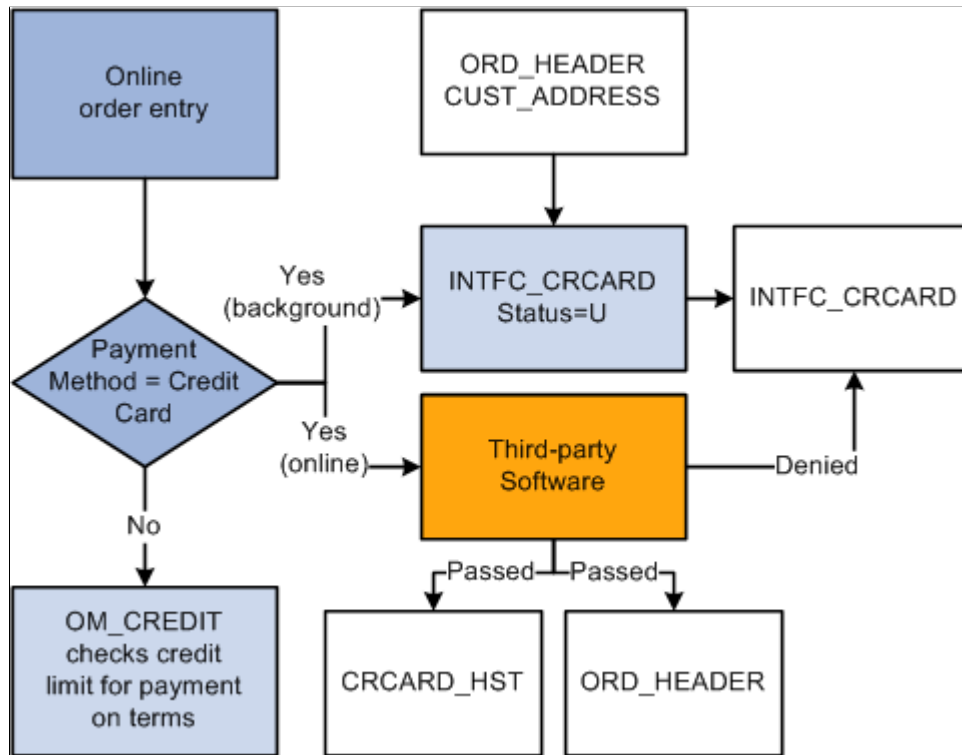 Online
order entry
ORD_HEADER
CUST_ADDRESS
Yes
(background)
INTFC_CRCARD
Status=U
INTFC_CRCARD
Payment
Method = Credit
Card
Yes
(online)
Third-party
Software
Denied
No
Passed
Passed
OM_CREDIT
checks credit
limit for payment
on terms
CRCARD_HST
ORD_HEADER